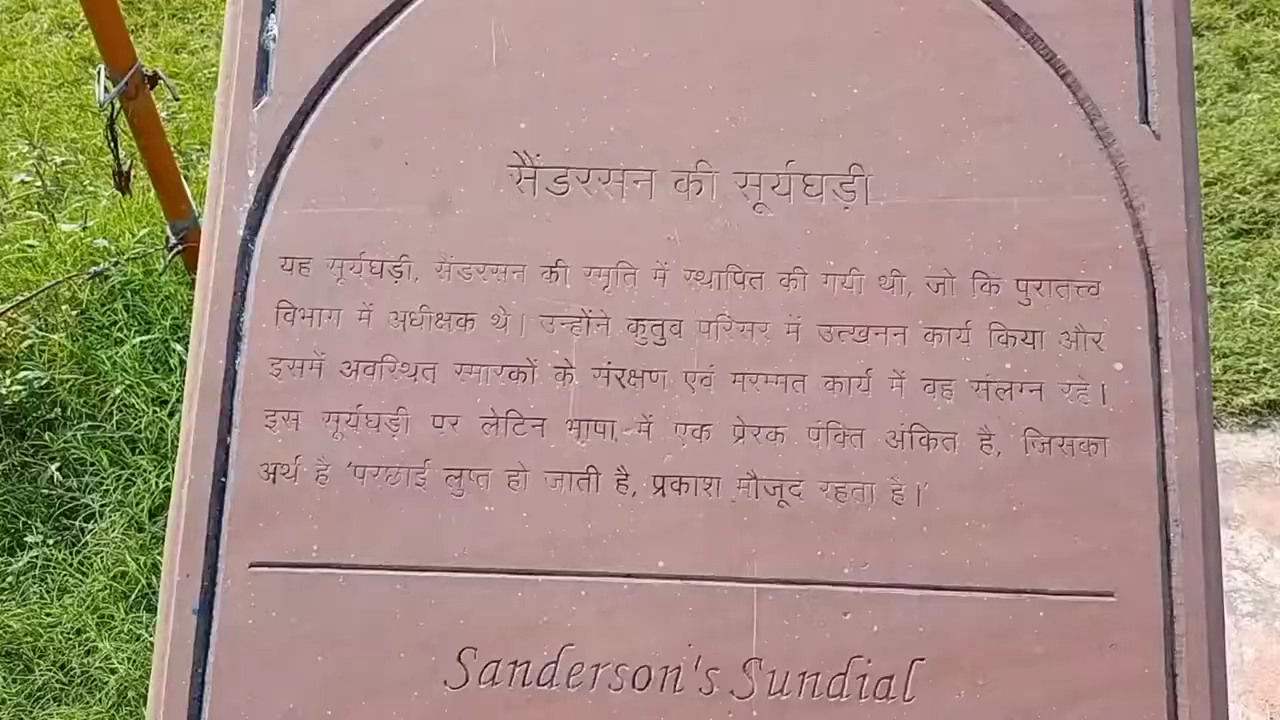 सैंडरसन की सूर्यघड़ी
यह सूर्यघड़ी, सैंडरसन की स्मृति में स्थापित की गयी थी, जो कि पुरातत्त्व
विभाग में अधीक्षक थे। उन्होंने कुतुब परिसर में उत्खनन कार्य किया और
इसमें अवस्थित स्मारकों के संरक्षण एवं मरम्मत कार्य में वह संलग्न रहे।
इस सूर्यघड़ी पर लेटिन भाषा में एक प्रेरक पंक्ति अंकित है, जिसका
अर्थ है 'परछाई लुप्त हो जाती है, प्रकाश मौजूद रहता है।'
Sanderson's Sundial